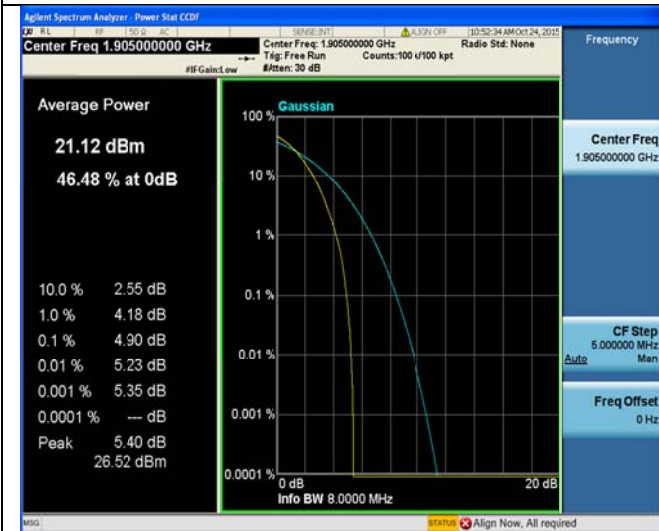 Agilent Spectrum Analyzer - Power Stat CCDF
RL RF 50 Ω AC SENSE:INT ALIGN OFF 10:52:34 AM Oct 24, 2015
Center Freq 1.905000000 GHz
Center Freq: 1.905000000 GHz Radio Std: None
Trig: Free Run Counts:100 k/100 kpt
#IFGain:Low #Atten: 30 dB
Frequency
Average Power
21.12 dBm
46.48 % at 0dB
10.0 % 2.55 dB
1.0 % 4.18 dB
0.1 % 4.90 dB
0.01 % 5.23 dB
0.001 % 5.35 dB
0.0001 % --- dB
Peak 5.40 dB
26.52 dBm
Gaussian
100 %
10 %
1 %
0.1 %
0.01 %
0.001 %
0.0001 %
0 dB 20 dB
Info BW 8.0000 MHz
Center Freq
1.905000000 GHz
CF Step
5.000000 MHz
Auto Man
Freq Offset
0 Hz
MSG STATUS Align Now, All required